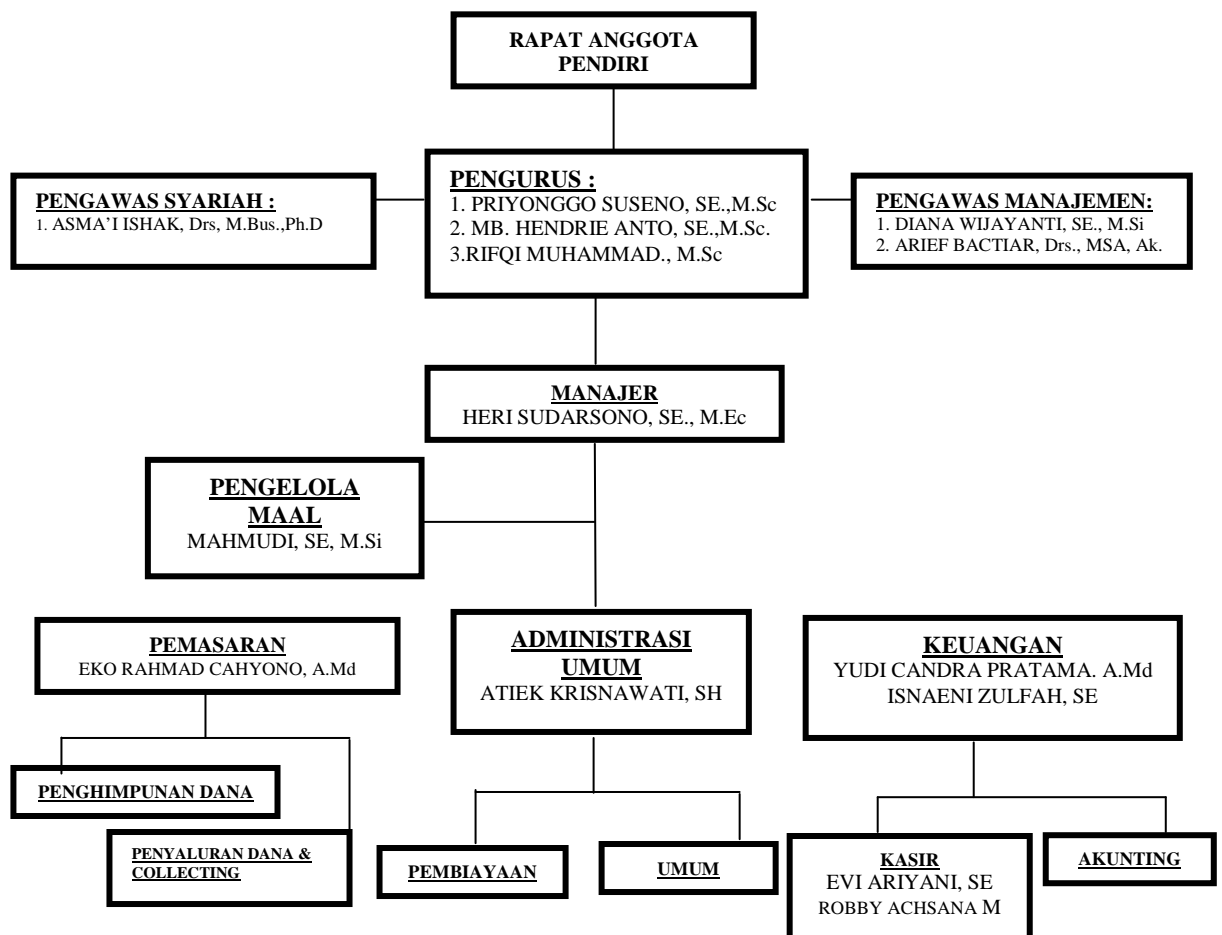 RAPAT ANGGOTA
PENDIRI
PENGAWAS SYARIAH :
1. ASMA'I ISHAK, Drs, M.Bus.,Ph.D
PENGURUS :
1. PRIYONGGO SUSENO, SE.,M.Sc
2. MB. HENDRIE ANTO, SE.,M.Sc.
3.RIFQI MUHAMMAD., M.Sc
PENGAWAS MANAJEMEN:
1. DIANA WIJAYANTI, SE., M.Si
2. ARIEF BACTIAR, Drs., MSA, Ak.
MANAJER
HERI SUDARSONO, SE., M.Ec
PENGELOLA
MAAL
MAHMUDI, SE, M.Si
PEMASARAN
EKO RAHMAD CAHYONO, A.Md
ADMINISTRASI
UMUM
ATIEK KRISNAWATI, SH
KEUANGAN
YUDI CANDRA PRATAMA. A.Md
ISNAENI ZULFAH, SE
PENGHIMPUNAN DANA
PENYALURAN DANA &
COLLECTING
PEMBIAYAAN
UMUM
KASIR
EVI ARIYANI, SE
ROBBY ACHSANA M
AKUNTING